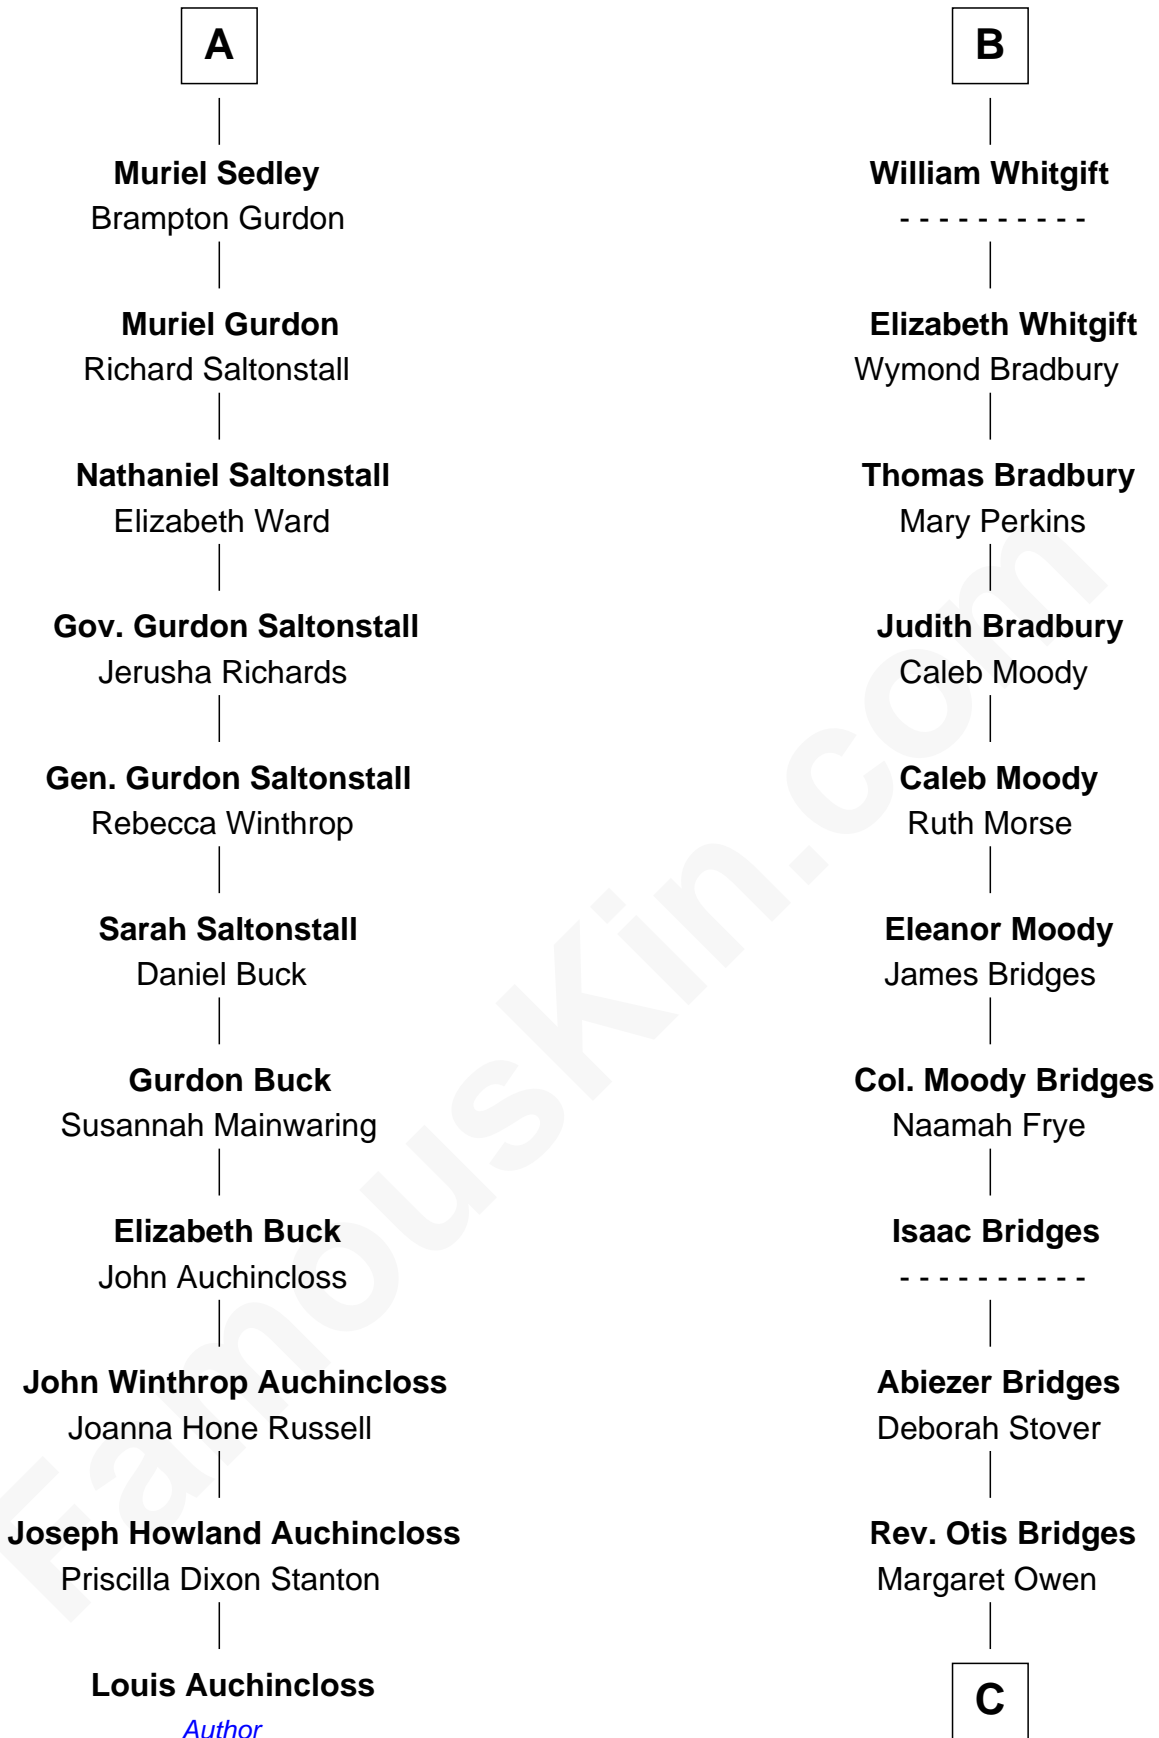 A
Muriel Sedley
Brampton Gurdon
Muriel Gurdon
Richard Saltonstall
Nathaniel Saltonstall
Elizabeth Ward
Gov. Gurdon Saltonstall
Jerusha Richards
Gen. Gurdon Saltonstall
Rebecca Winthrop
Sarah Saltonstall
Daniel Buck
Gurdon Buck
Susannah Mainwaring
Elizabeth Buck
John Auchincloss
John Winthrop Auchincloss
Joanna Hone Russell
Joseph Howland Auchincloss
Priscilla Dixon Stanton
Louis Auchincloss
Author
B
William Whitgift
- - - - - - - - - -
Elizabeth Whitgift
Wymond Bradbury
Thomas Bradbury
Mary Perkins
Judith Bradbury
Caleb Moody
Caleb Moody
Ruth Morse
Eleanor Moody
James Bridges
Col. Moody Bridges
Naamah Frye
Isaac Bridges
- - - - - - - - - -
Abiezer Bridges
Deborah Stover
Rev. Otis Bridges
Margaret Owen
C
FamousKin.com